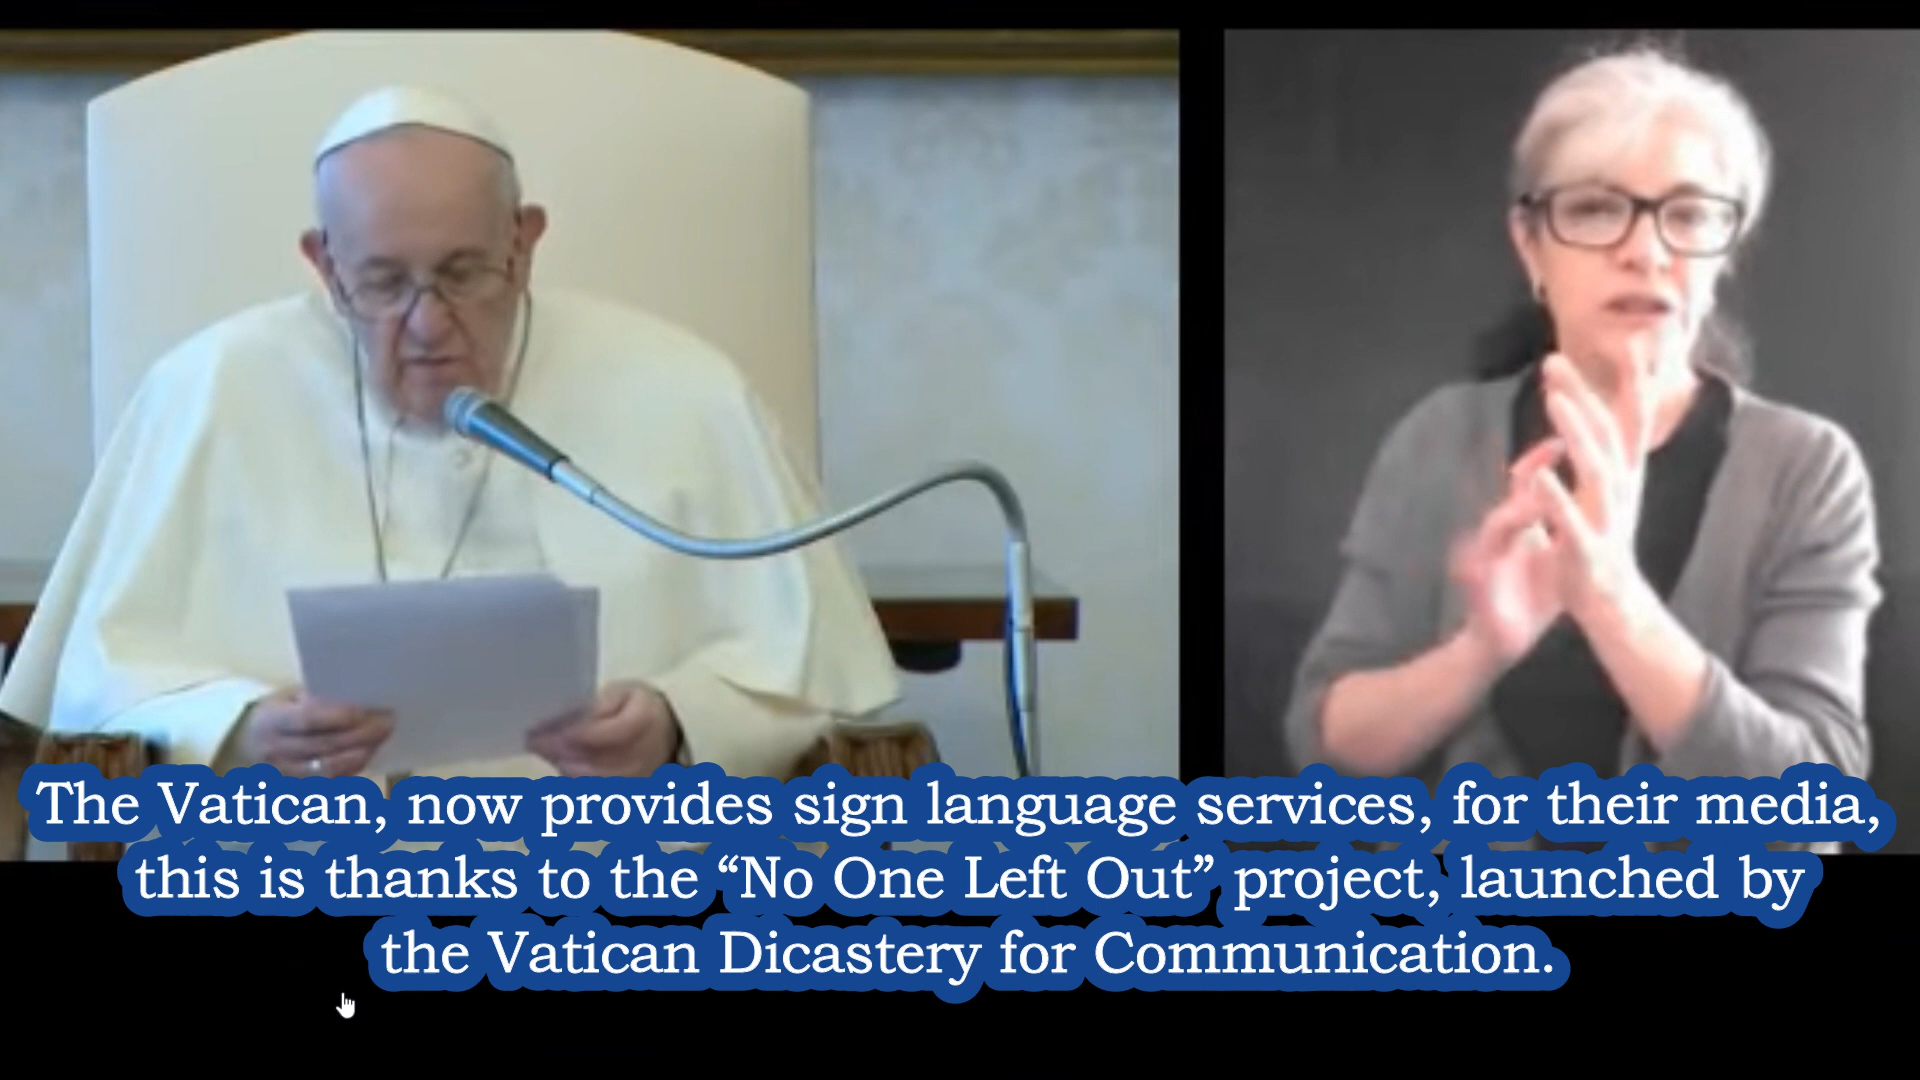 The Vatican, now provides sign language services, for their media,
this is thanks to the “No One Left Out” project, launched by
the Vatican Dicastery for Communication.